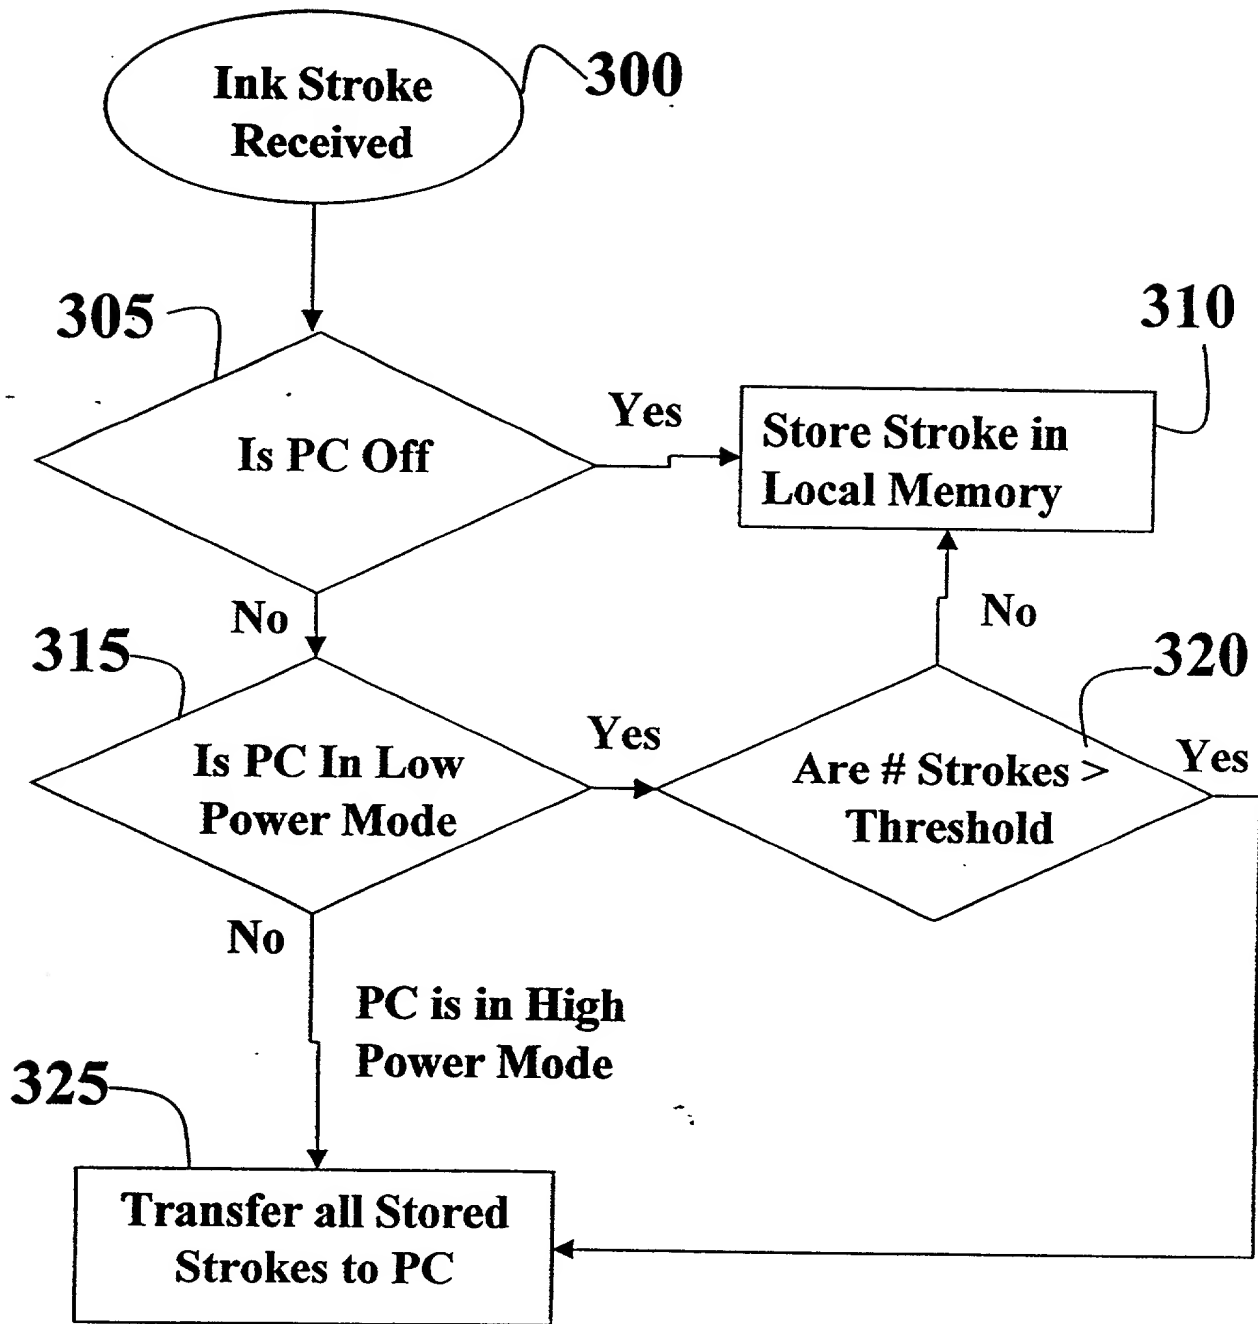 Ink Stroke
Received
300
305
Is PC Off
Yes
310
Store Stroke in
Local Memory
No
No
315
Is PC In Low
Power Mode
Yes
320
Are # Strokes >
Threshold
Yes
No
PC is in High
Power Mode
325
Transfer all Stored
Strokes to PC